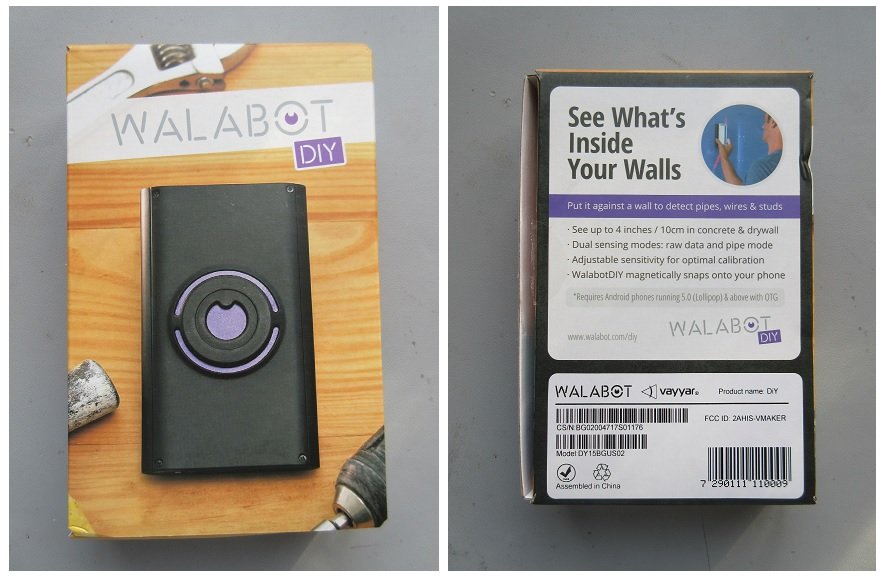 WALABOT
DIY
See What's
Inside
Your Walls
Put it against a wall to detect pipes, wires & studs
· See up to 4 inches / 10cm in concrete & drywall
· Dual sensing modes: raw data and pipe mode
· Adjustable sensitivity for optimal calibration
· WalabotDIY magnetically snaps onto your phone
*Requires Android phones running 5.0 (Lollipop) & above with OTG
www.walabot.com/diy
WALABOT
DIY
WALABOT vayyar® Product name: DiY
FCC ID: 2AHIS-VMAKER
CS/N:BG02004717S01176
Model DY15BGUS02
Assembled in China
7 290111 110009